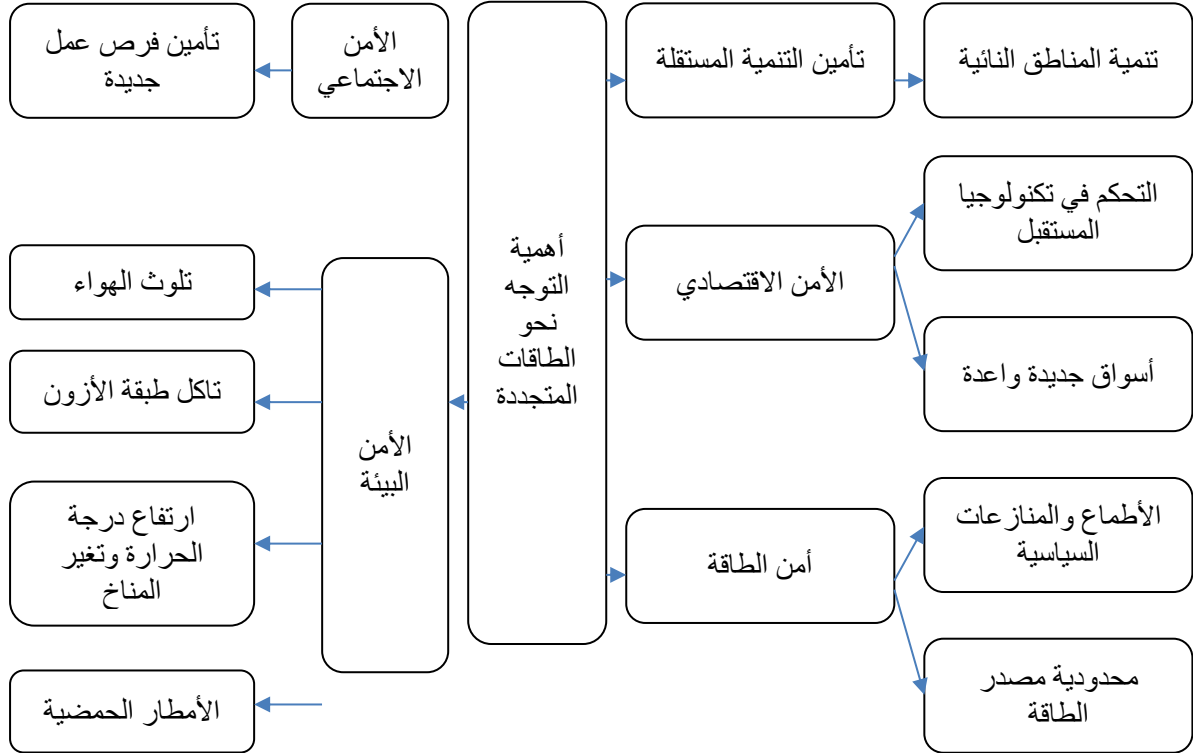 تنمية المناطق النائية
تأمين التنمية المستقلة
الأمن
الاجتماعي
تأمين فرص عمل
جديدة
التحكم في تكنولوجيا
المستقبل
الأمن الاقتصادي
أسواق جديدة واعدة
أهمية
التوجه
نحو
الطاقات
المتجددة
الأمن
البيئة
تلوث الهواء
تاكل طبقة الأزون
ارتفاع درجة
الحرارة وتغير
المناخ
الأمطار الحمضية
الأطماع والمنازعات
السياسية
أمن الطاقة
محدودية مصدر
الطاقة